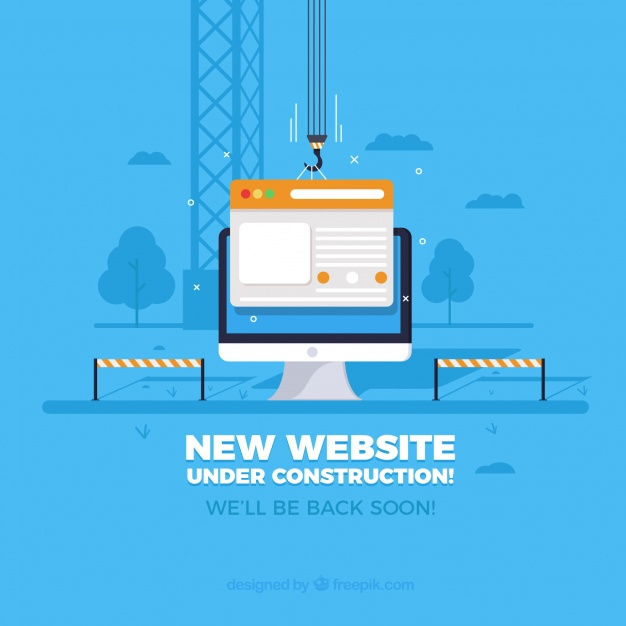 NEW WEBSITE
UNDER CONSTRUCTION!
WE'LL BE BACK SOON!
designed by freepik.com